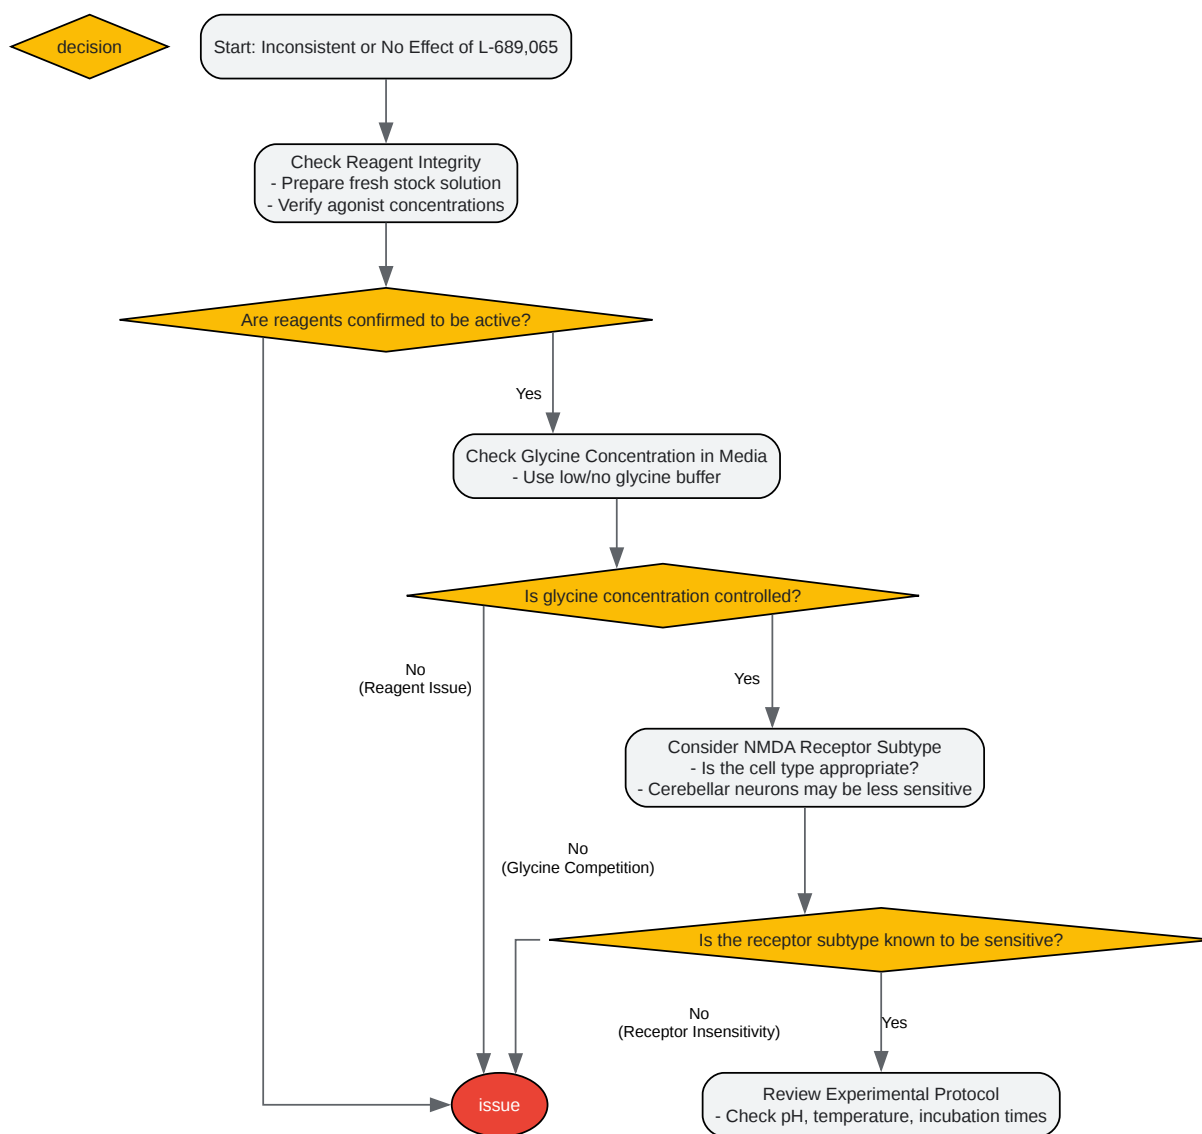 decision
Start: Inconsistent or No Effect of L-689,065
Check Reagent Integrity
- Prepare fresh stock solution
- Verify agonist concentrations
Are reagents confirmed to be active?
Yes
Check Glycine Concentration in Media
- Use low/no glycine buffer
Is glycine concentration controlled?
No
(Reagent Issue)
Yes
Consider NMDA Receptor Subtype
- Is the cell type appropriate?
- Cerebellar neurons may be less sensitive
No
(Glycine Competition)
Is the receptor subtype known to be sensitive?
No
(Receptor Insensitivity)
Yes
issue
Review Experimental Protocol
- Check pH, temperature, incubation times